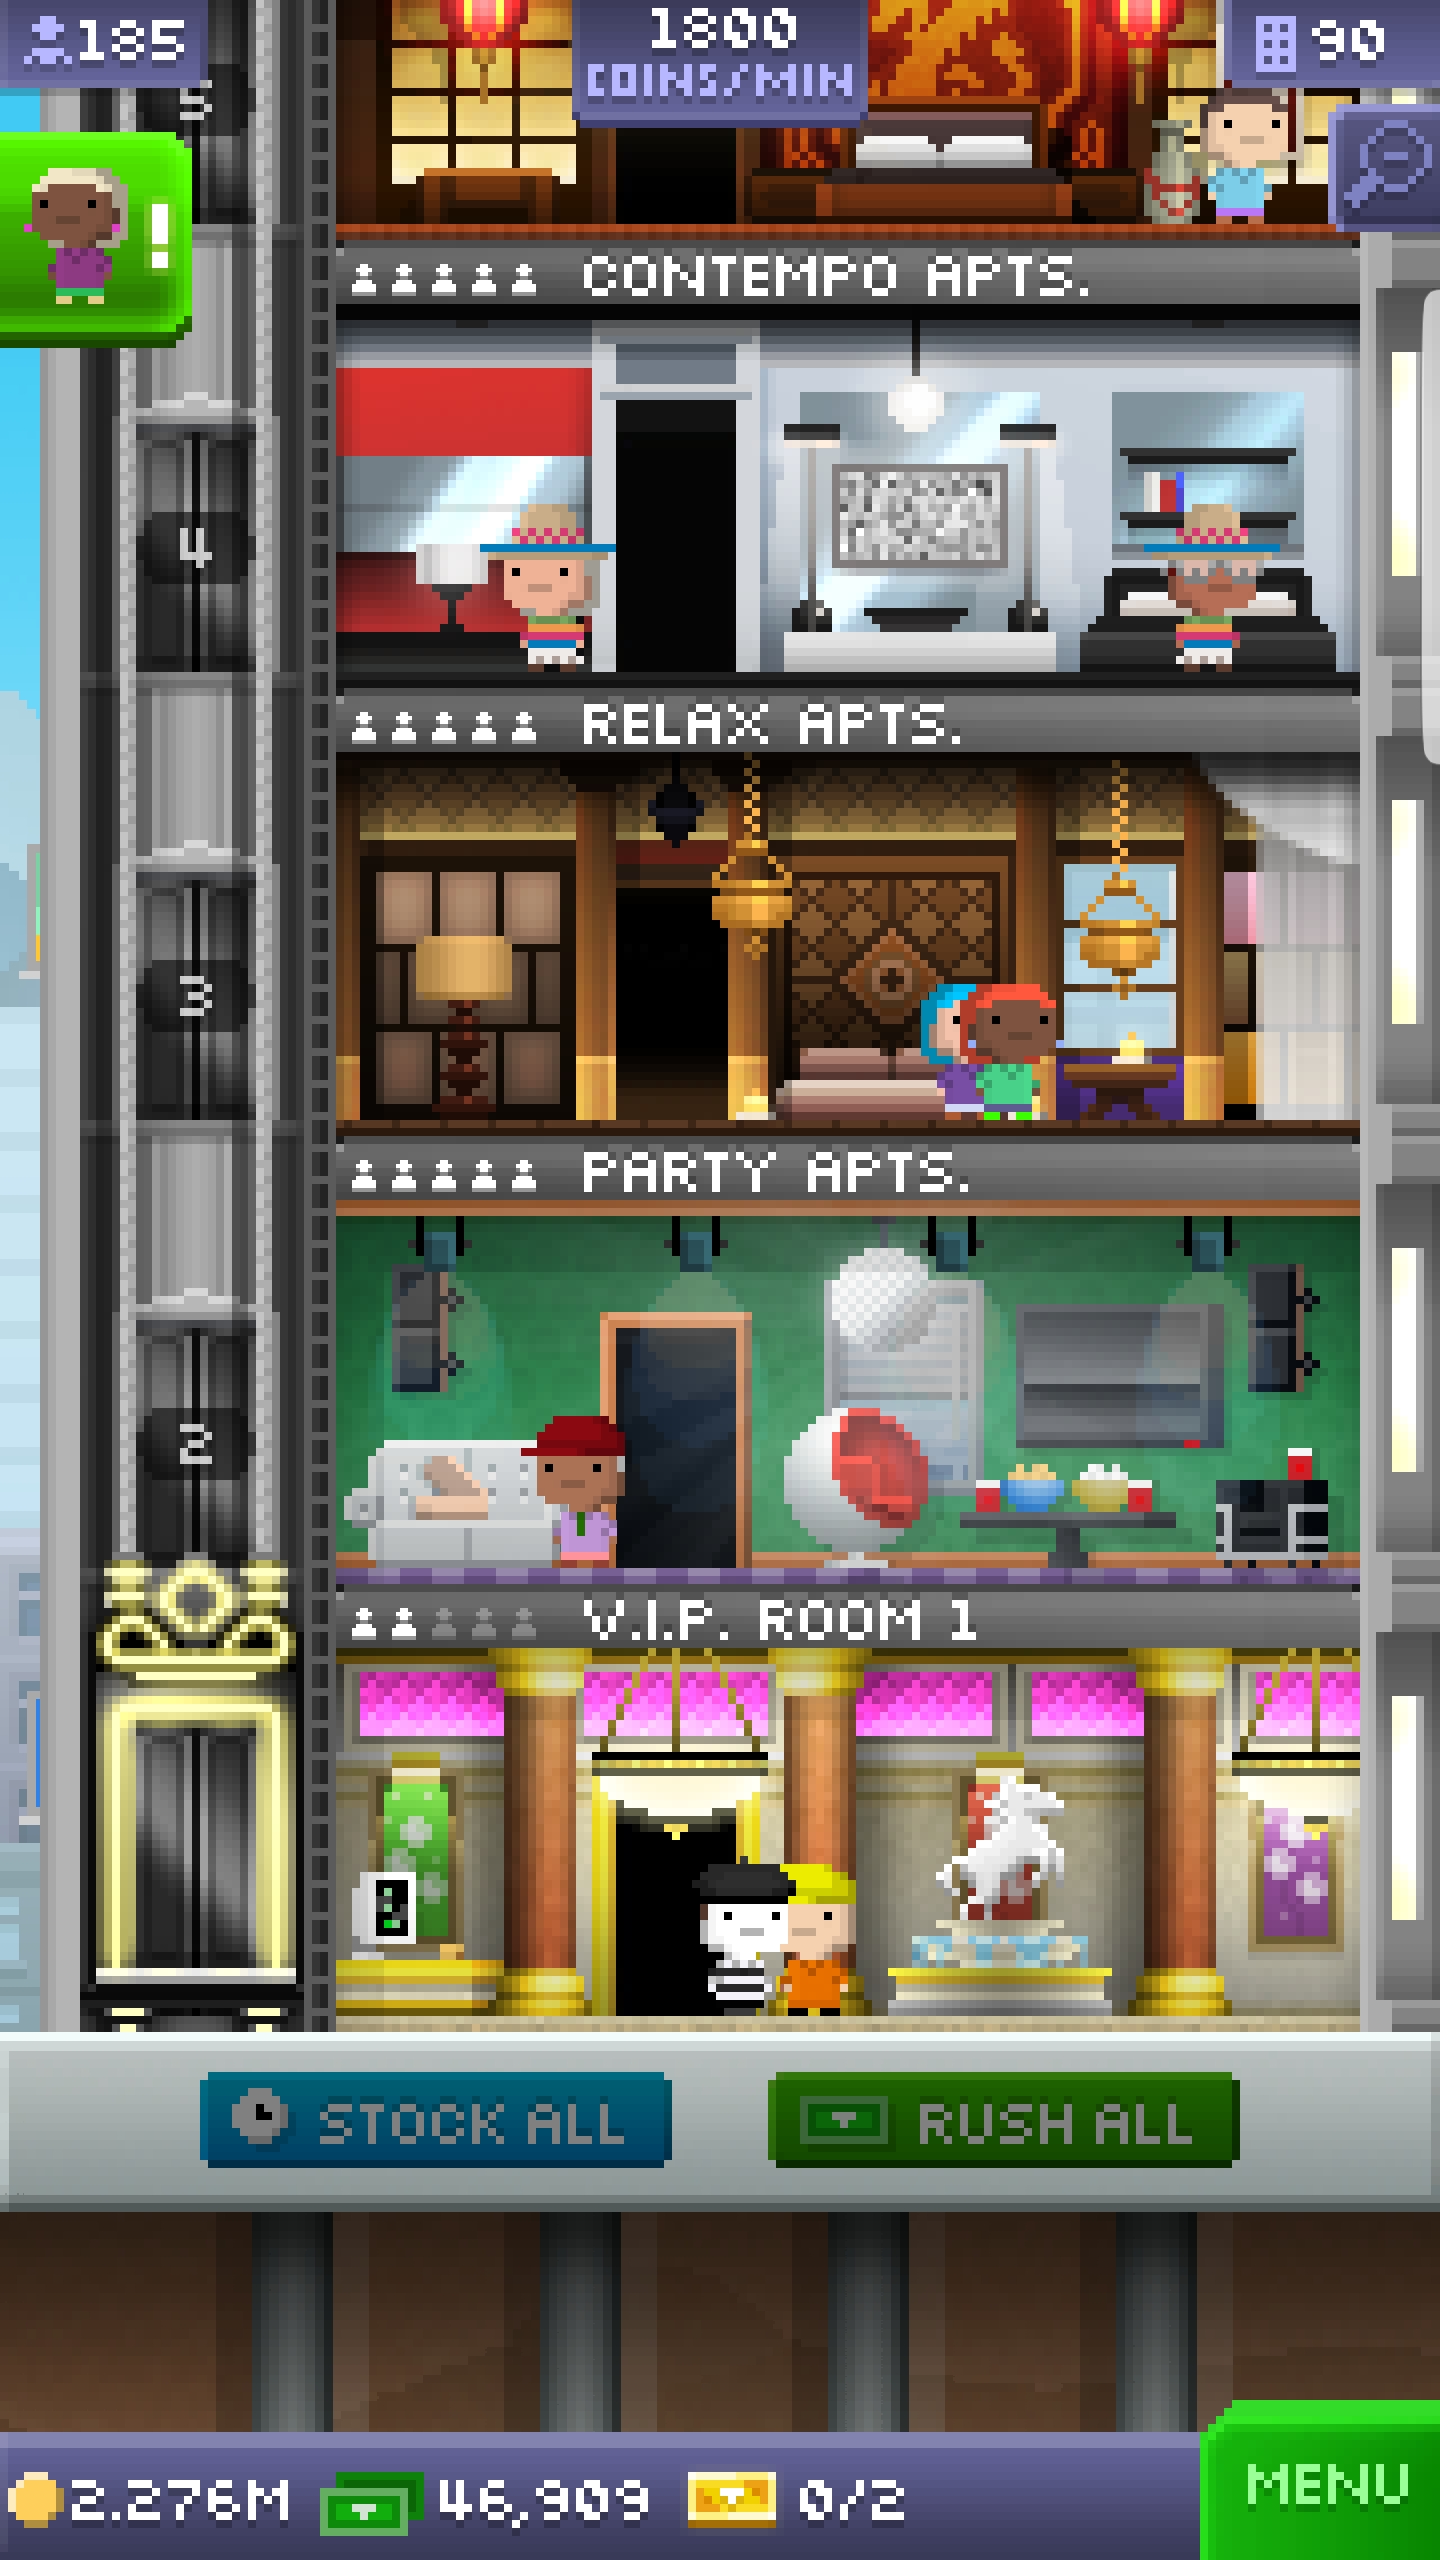 185
1800
COINS/MIN
90
5
!
CONTEMPO APTS.
4
RELAX APTS.
3
PARTY APTS.
2
V.I.P. ROOM 1
STOCK ALL
RUSH ALL
2.276M
46,909
0/2
MENU